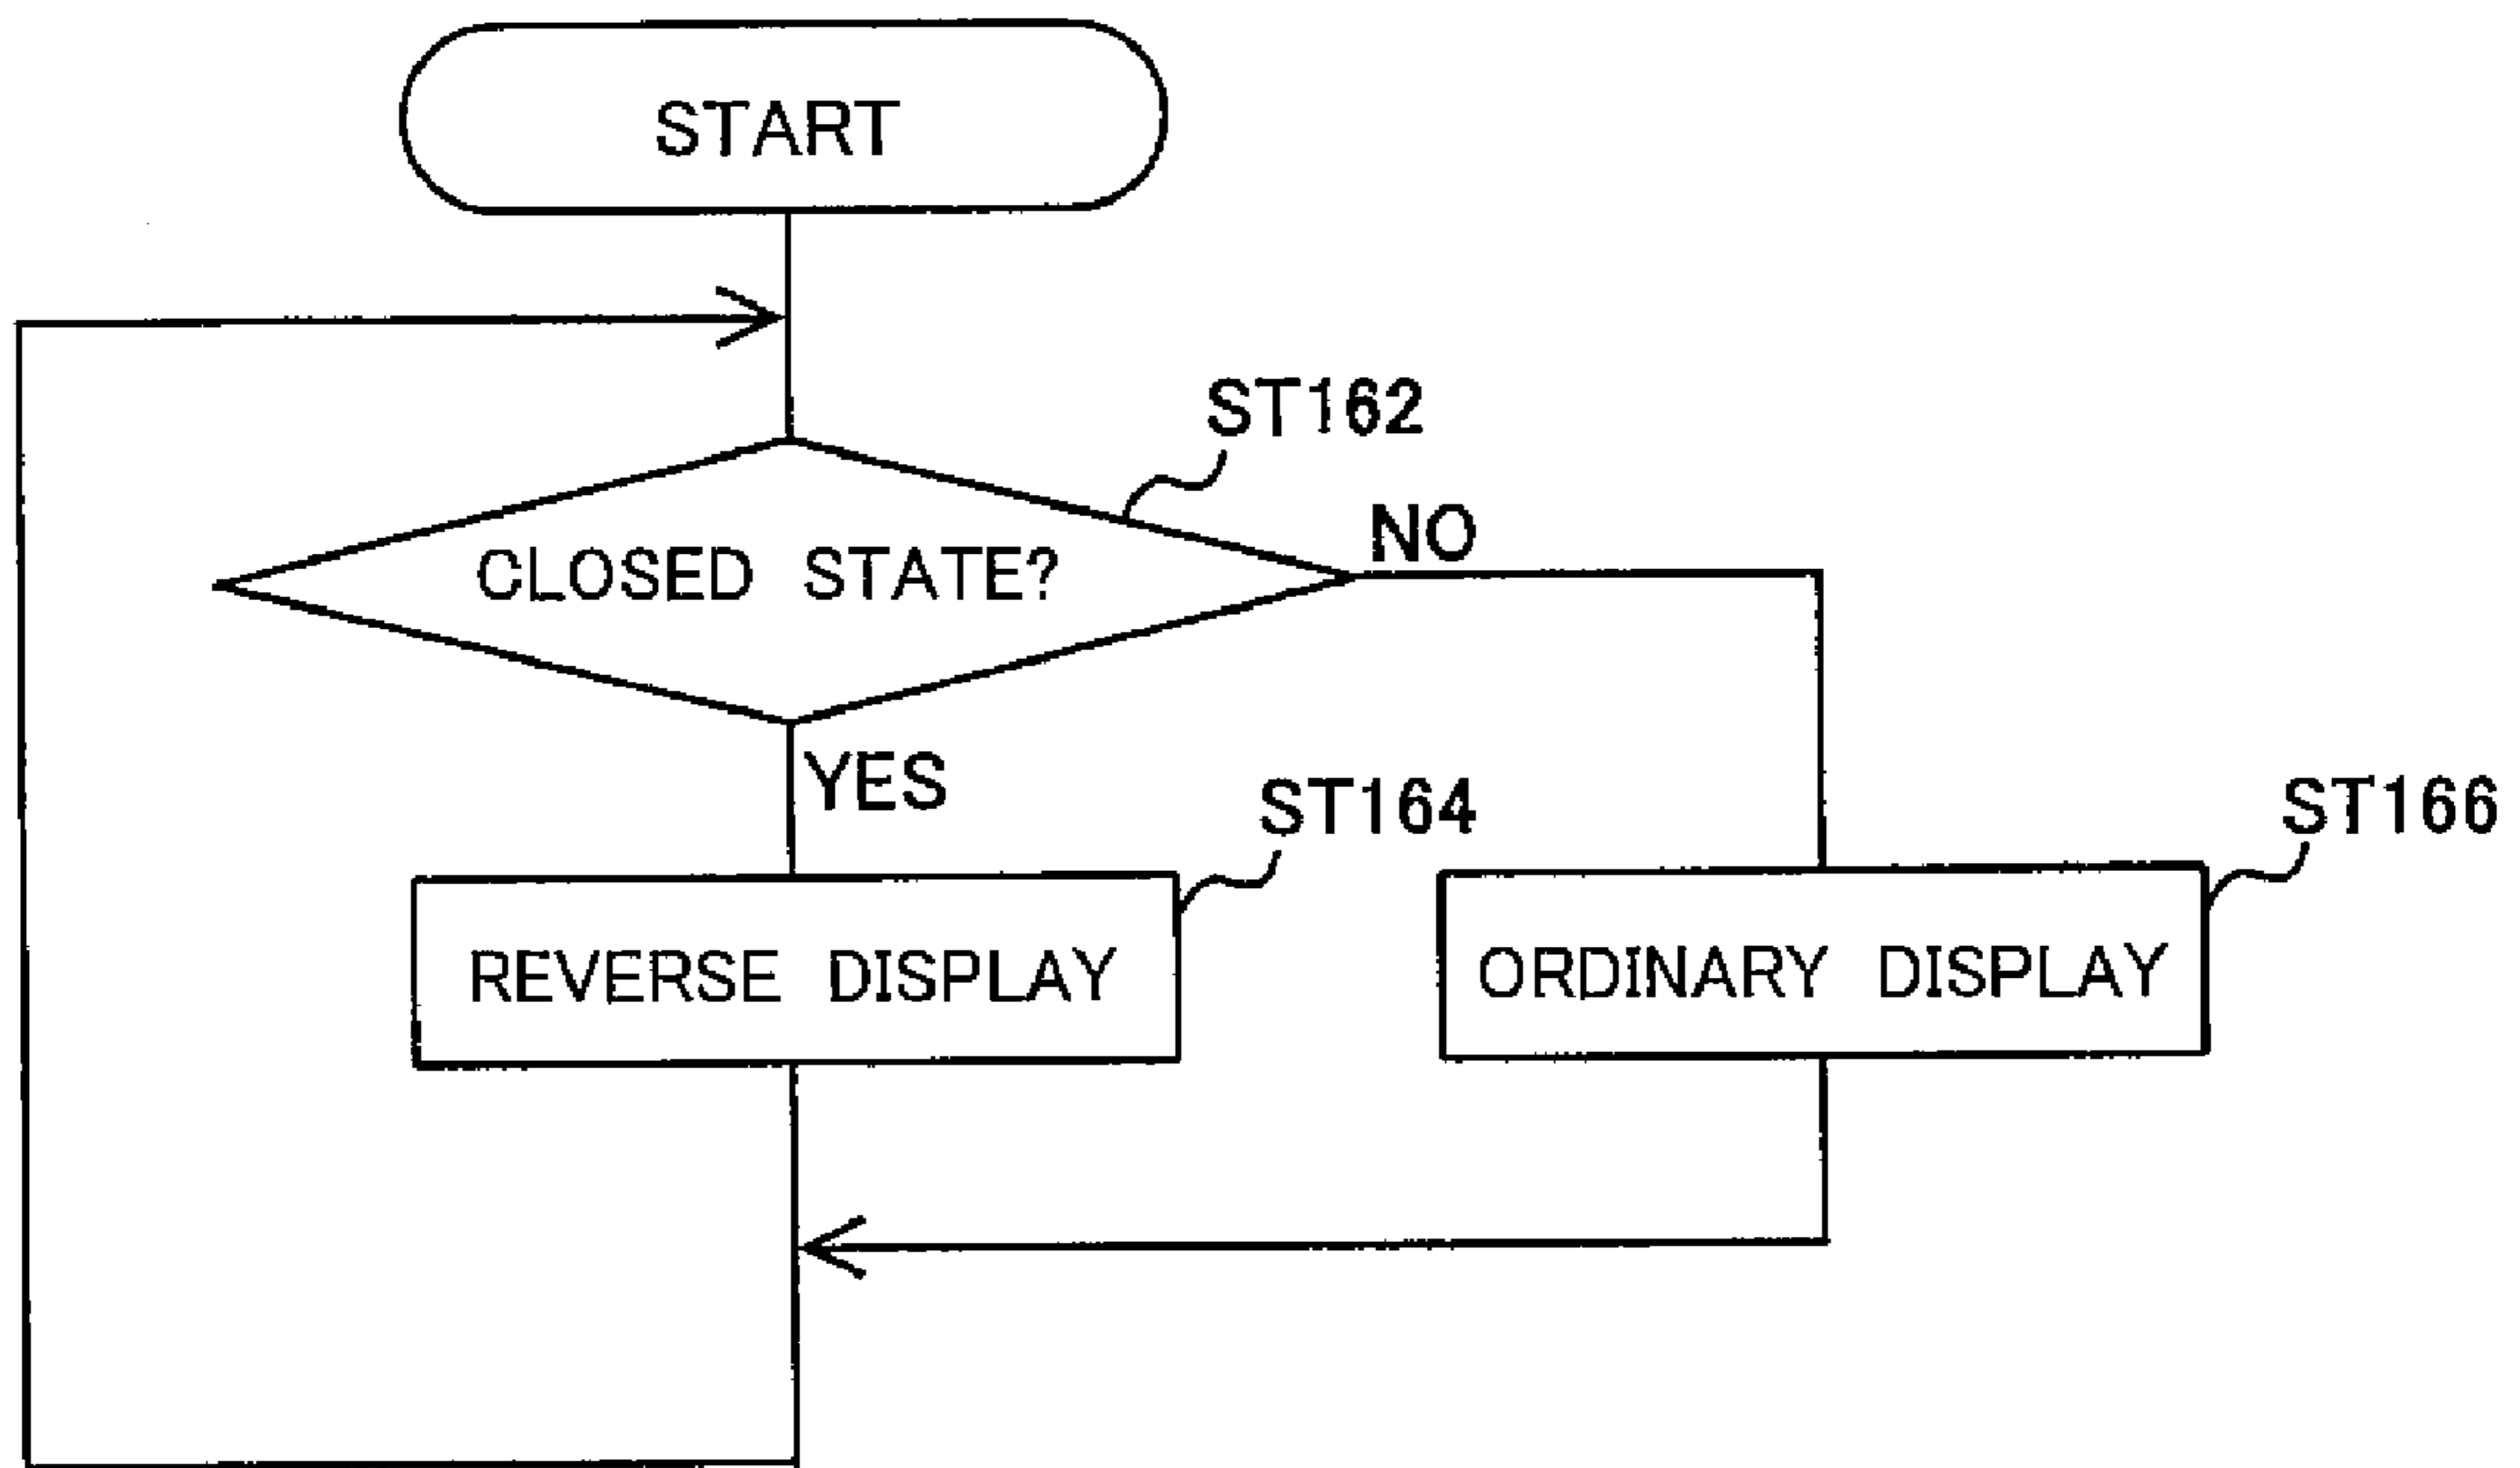 START
ST162
CLOSED STATE?
NO
YES
ST164
ST166
REVERSE DISPLAY
ORDINARY DISPLAY